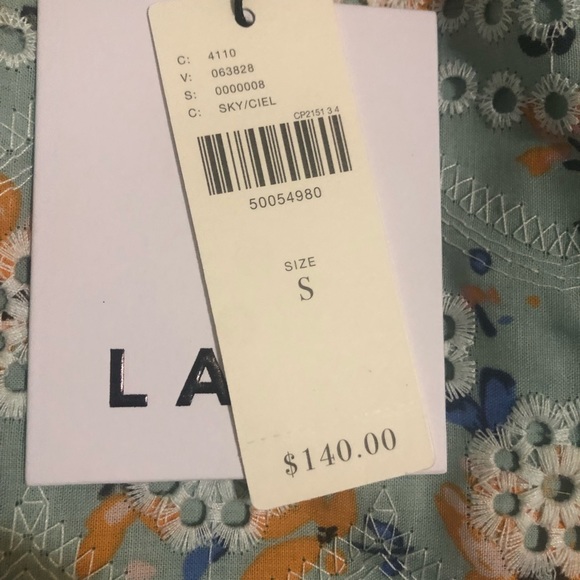 C: 4110
V: 063828
S: 0000008
C: SKY/CIEL
CP2151 3 4
50054980
SIZE
S
LA
$140.00